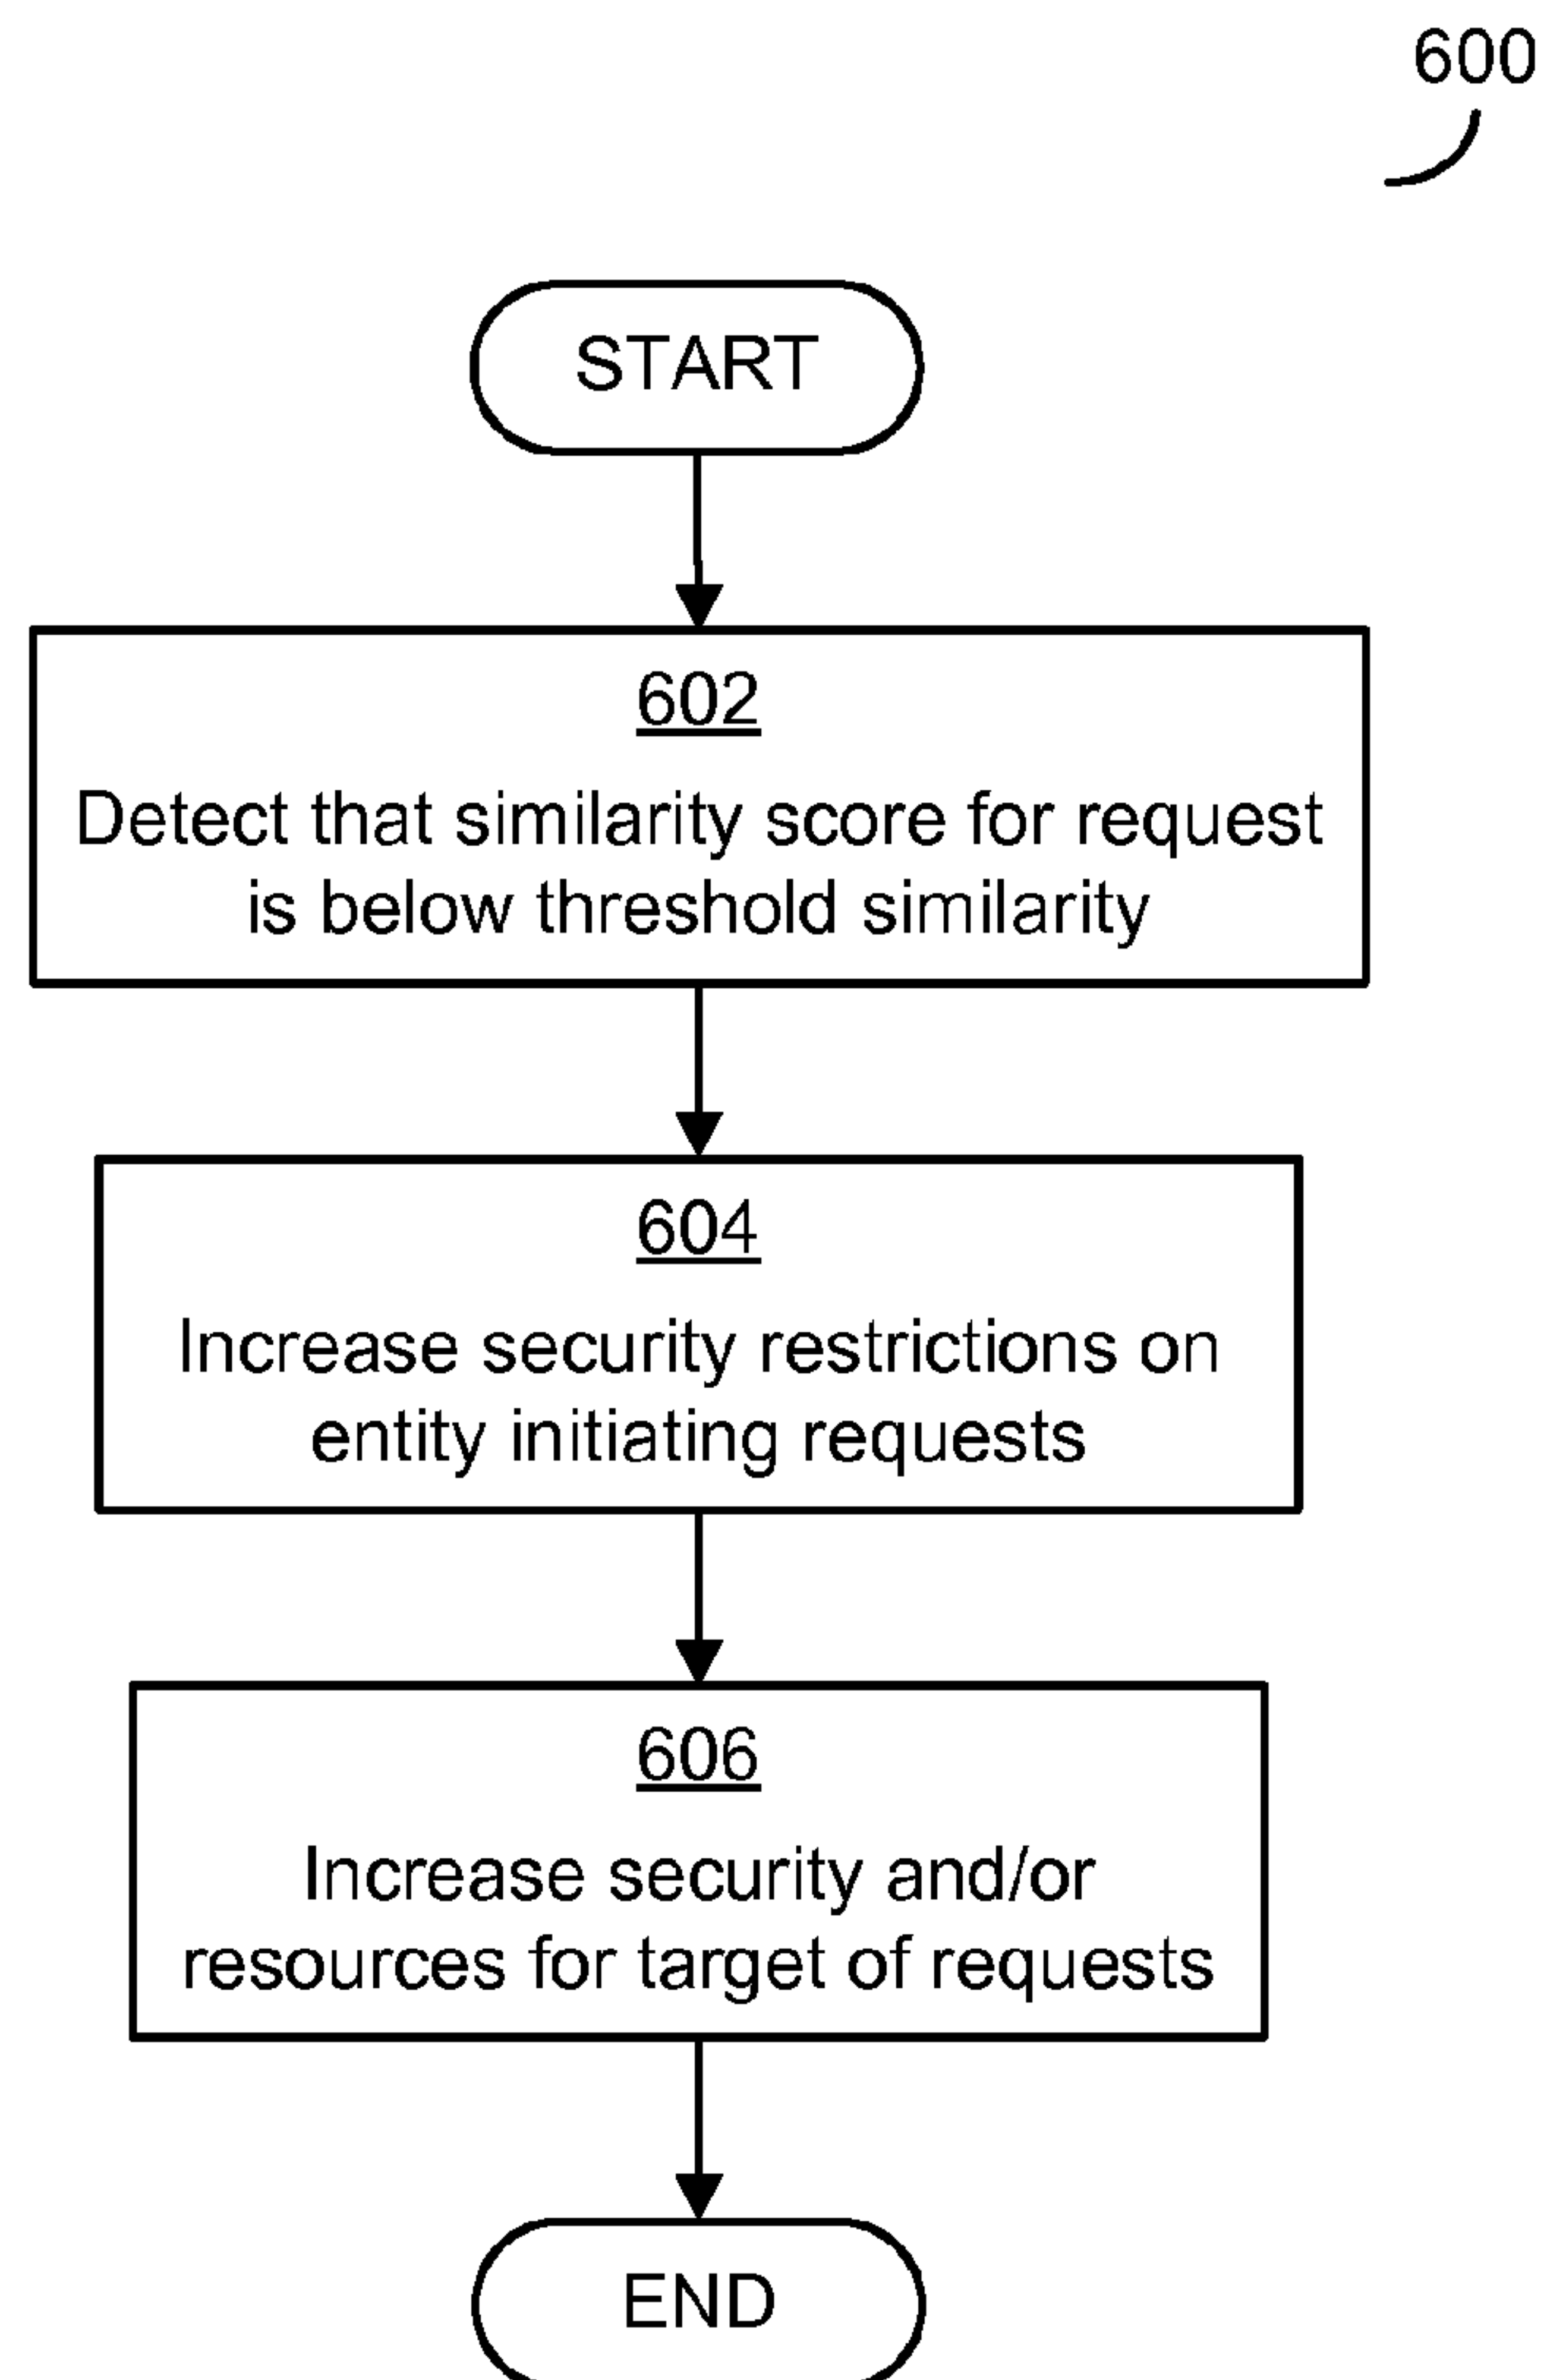 600
START
602
Detect that similarity score for request
is below threshold similarity
604
Increase security restrictions on
entity initiating requests
606
Increase security and/or
resources for target of requests
END